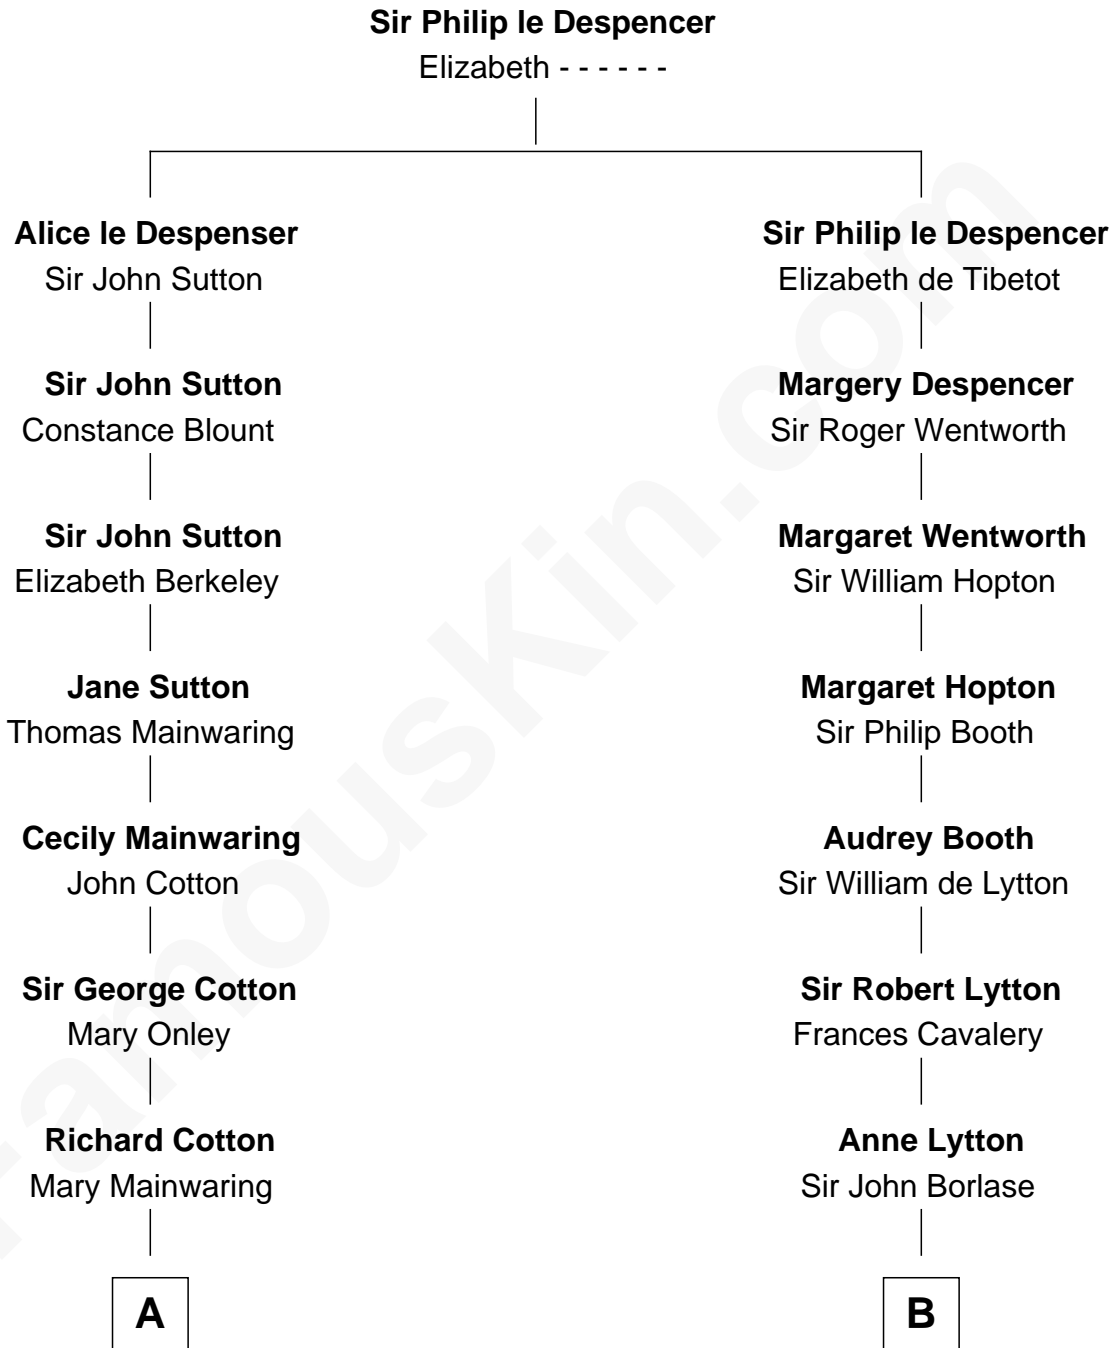 Sir Philip le Despencer
Elizabeth - - - - - -
Alice le Despenser
Sir John Sutton
Sir Philip le Despencer
Elizabeth de Tibetot
Sir John Sutton
Constance Blount
Margery Despencer
Sir Roger Wentworth
Sir John Sutton
Elizabeth Berkeley
Margaret Wentworth
Sir William Hopton
Jane Sutton
Thomas Mainwaring
Margaret Hopton
Sir Philip Booth
Cecily Mainwaring
John Cotton
Audrey Booth
Sir William de Lytton
Sir George Cotton
Mary Onley
Sir Robert Lytton
Frances Cavalery
Richard Cotton
Mary Mainwaring
Anne Lytton
Sir John Borlase
A
B
FamousKin.com